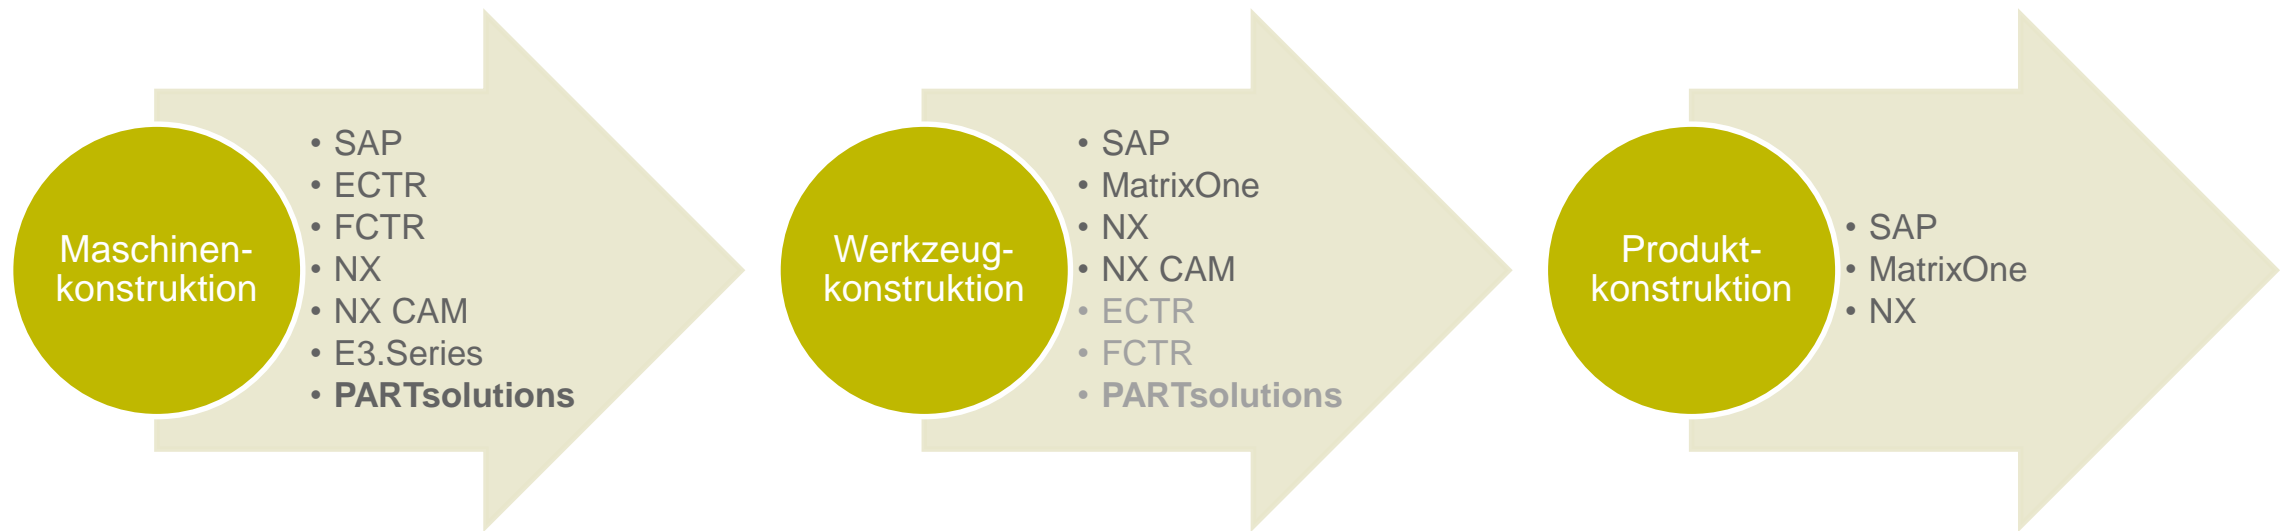 Maschinen-
konstruktion
• SAP
• ECTR
• FCTR
• NX
• NX CAM
• E3.Series
• PARTsolutions
Werkzeug-
konstruktion
• SAP
• MatrixOne
• NX
• NX CAM
• ECTR
• FCTR
• PARTsolutions
Produkt-
konstruktion
• SAP
• MatrixOne
• NX